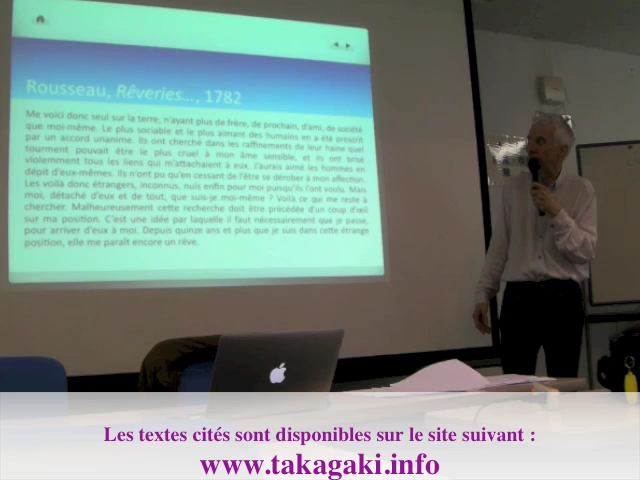 Rousseau, Rêveries..., 1782
Me voici donc seul sur la terre, n'ayant plus de frère, de prochain, d'ami, de société
que moi-même. Le plus sociable et le plus aimant des humains en a été proscrit
par un accord unanime. Ils ont cherché dans les raffinements de leur haine quel
tourment pouvait être le plus cruel à mon âme sensible, et ils ont brisé
violemment tous les liens qui m'attachaient à eux. J'aurais aimé les hommes en
dépit d'eux-mêmes. Ils n'ont pu qu'en cessant de l'être se dérober à mon affection.
Les voilà donc étrangers, inconnus, nuls enfin pour moi puisqu'ils l'ont voulu. Mais
moi, détaché d'eux et de tout, que suis-je moi-même ? Voilà ce qui me reste à
chercher. Malheureusement cette recherche doit être précédée d'un coup d'œil
sur ma position. C'est une idée par laquelle il faut nécessairement que je passe,
pour arriver d'eux à moi. Depuis quinze ans et plus que je suis dans cette étrange
position, elle me paraît encore un rêve.
Les textes cités sont disponibles sur le site suivant :
www.takagaki.info